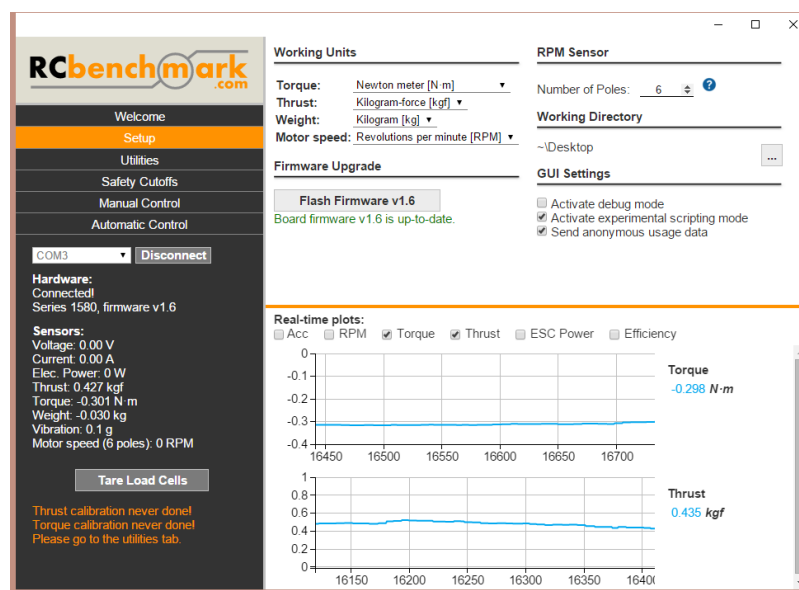 RCbenchmark
.com
Welcome
Setup
Utilities
Safety Cutoffs
Manual Control
Automatic Control
COM3
Disconnect
Hardware:
Connected!
Series 1580, firmware v1.6
Sensors:
Voltage: 0.00 V
Current: 0.00 A
Elec. Power: 0 W
Thrust: 0.427 kgf
Torque: -0.301 N·m
Weight: -0.030 kg
Vibration: 0.1 g
Motor speed (6 poles): 0 RPM
Tare Load Cells
Thrust calibration never done!
Torque calibration never done!
Please go to the utilities tab.
Working Units
Torque: Newton meter [N·m]
Thrust: Kilogram-force [kgf]
Weight: Kilogram [kg]
Motor speed: Revolutions per minute [RPM]
Firmware Upgrade
Flash Firmware v1.6
Board firmware v1.6 is up-to-date.
RPM Sensor
Number of Poles: 6 ?
Working Directory
~\Desktop
...
GUI Settings
Activate debug mode
Activate experimental scripting mode
Send anonymous usage data
Real-time plots:
Acc RPM Torque Thrust ESC Power Efficiency
0
-0.1
-0.2
-0.3
-0.4
16450 16500 16550 16600 16650 16700
Torque
-0.298 N·m
1
0.8
0.6
0.4
0.2
0
16150 16200 16250 16300 16350 1640
Thrust
0.435 kgf